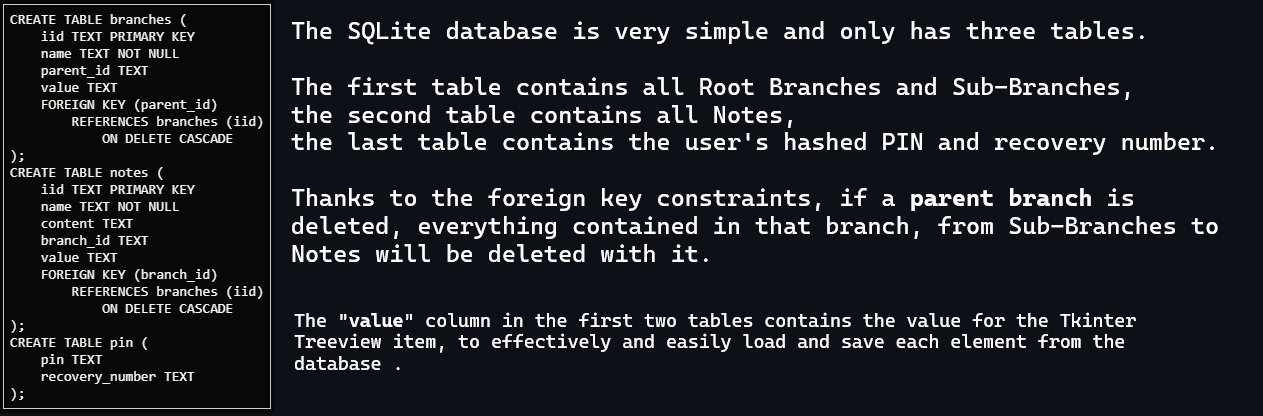 CREATE TABLE branches (
    iid TEXT PRIMARY KEY
    name TEXT NOT NULL
    parent_id TEXT
    value TEXT
    FOREIGN KEY (parent_id)
        REFERENCES branches (iid)
            ON DELETE CASCADE
);
CREATE TABLE notes (
    iid TEXT PRIMARY KEY
    name TEXT NOT NULL
    content TEXT
    branch_id TEXT
    value TEXT
    FOREIGN KEY (branch_id)
        REFERENCES branches (iid)
            ON DELETE CASCADE
);
CREATE TABLE pin (
    pin TEXT
    recovery_number TEXT
);
The SQLite database is very simple and only has three tables.
The first table contains all Root Branches and Sub-Branches,
the second table contains all Notes,
the last table contains the user's hashed PIN and recovery number.
Thanks to the foreign key constraints, if a parent branch is
deleted, everything contained in that branch, from Sub-Branches to
Notes will be deleted with it.
The "value" column in the first two tables contains the value for the Tkinter
Treeview item, to effectively and easily load and save each element from the
database .